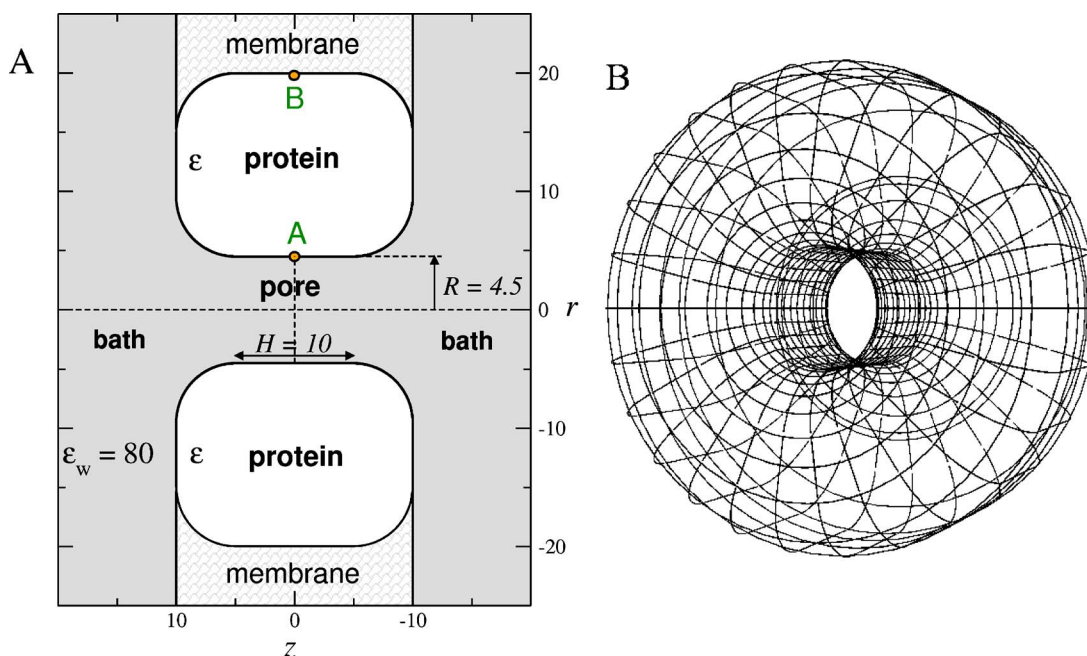 A
membrane
B
20
ε
protein
10
A
pore
R = 4.5
0
r
bath
H = 10
bath
-10
ε_w = 80
ε
protein
-20
membrane
10
0
-10
z
B